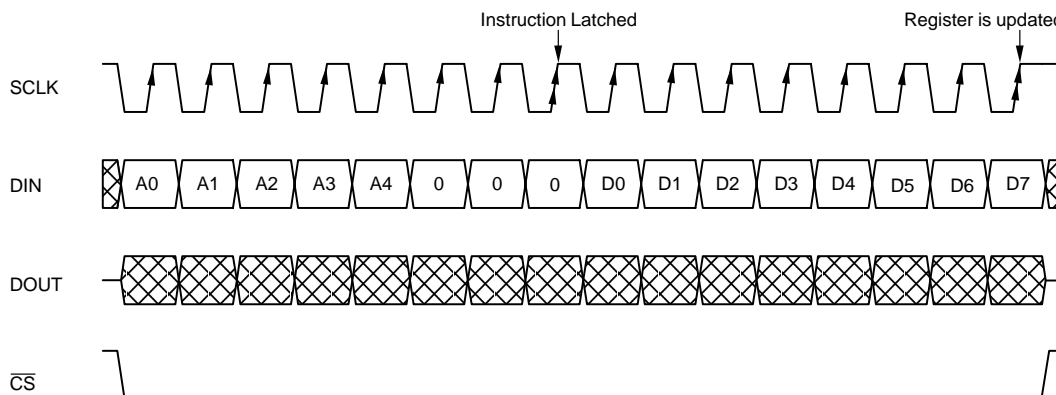 Instruction Latched
Register is updated
SCLK
DIN
A0 A1 A2 A3 A4 0 0 0 D0 D1 D2 D3 D4 D5 D6 D7
DOUT
CS